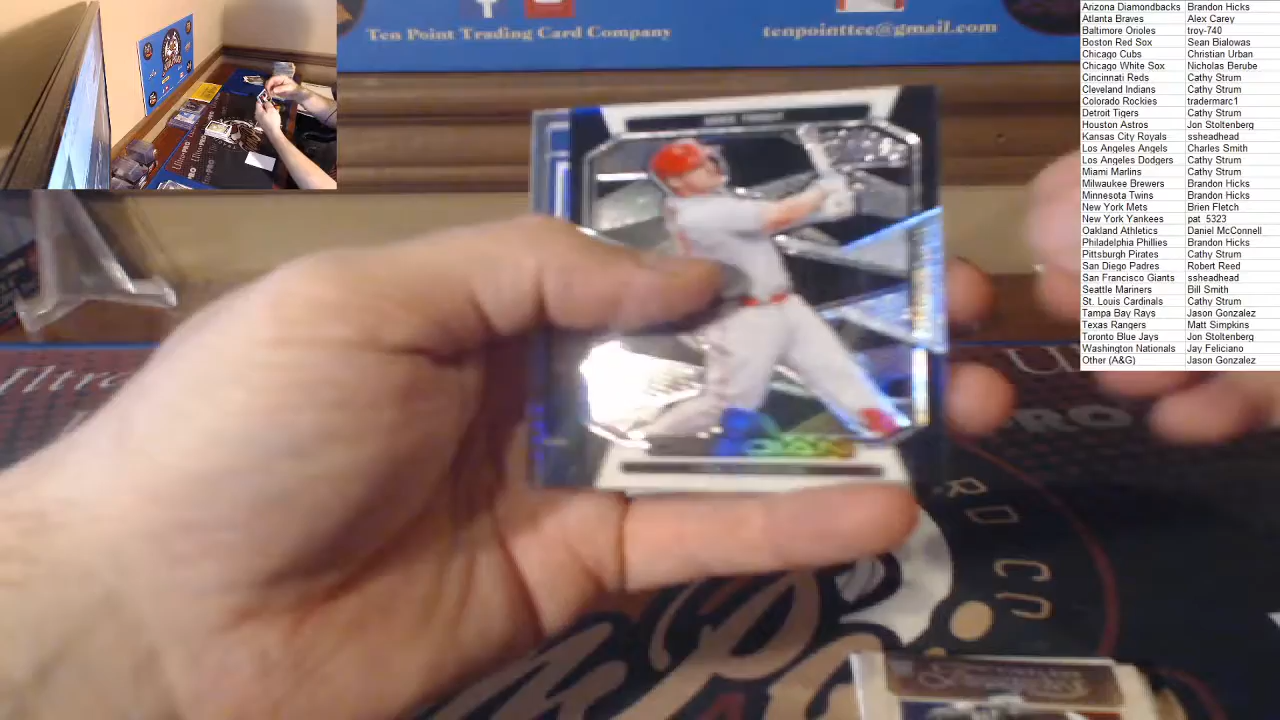 Ten Point Trading Card Company
tenpointtcc@gmail.com
Arizona Diamondbacks Brandon Hicks
Atlanta Braves Alex Carey
Baltimore Orioles troy-740
Boston Red Sox Sean Bialowas
Chicago Cubs Christian Urban
Chicago White Sox Nicholas Berube
Cincinnati Reds Cathy Strum
Cleveland Indians Cathy Strum
Colorado Rockies tradermarc1
Detroit Tigers Cathy Strum
Houston Astros Jon Stoltenberg
Kansas City Royals ssheadhead
Los Angeles Angels Charles Smith
Los Angeles Dodgers Cathy Strum
Miami Marlins Cathy Strum
Milwaukee Brewers Brandon Hicks
Minnesota Twins Brandon Hicks
New York Mets Brien Fletch
New York Yankees pat_5323
Oakland Athletics Daniel McConnell
Philadelphia Phillies Brandon Hicks
Pittsburgh Pirates Cathy Strum
San Diego Padres Robert Reed
San Francisco Giants ssheadhead
Seattle Mariners Bill Smith
St. Louis Cardinals Cathy Strum
Tampa Bay Rays Jason Gonzalez
Texas Rangers Matt Simpkins
Toronto Blue Jays Jon Stoltenberg
Washington Nationals Jay Feliciano
Other (A&G) Jason Gonzalez
Ultra
PRO
RD CO